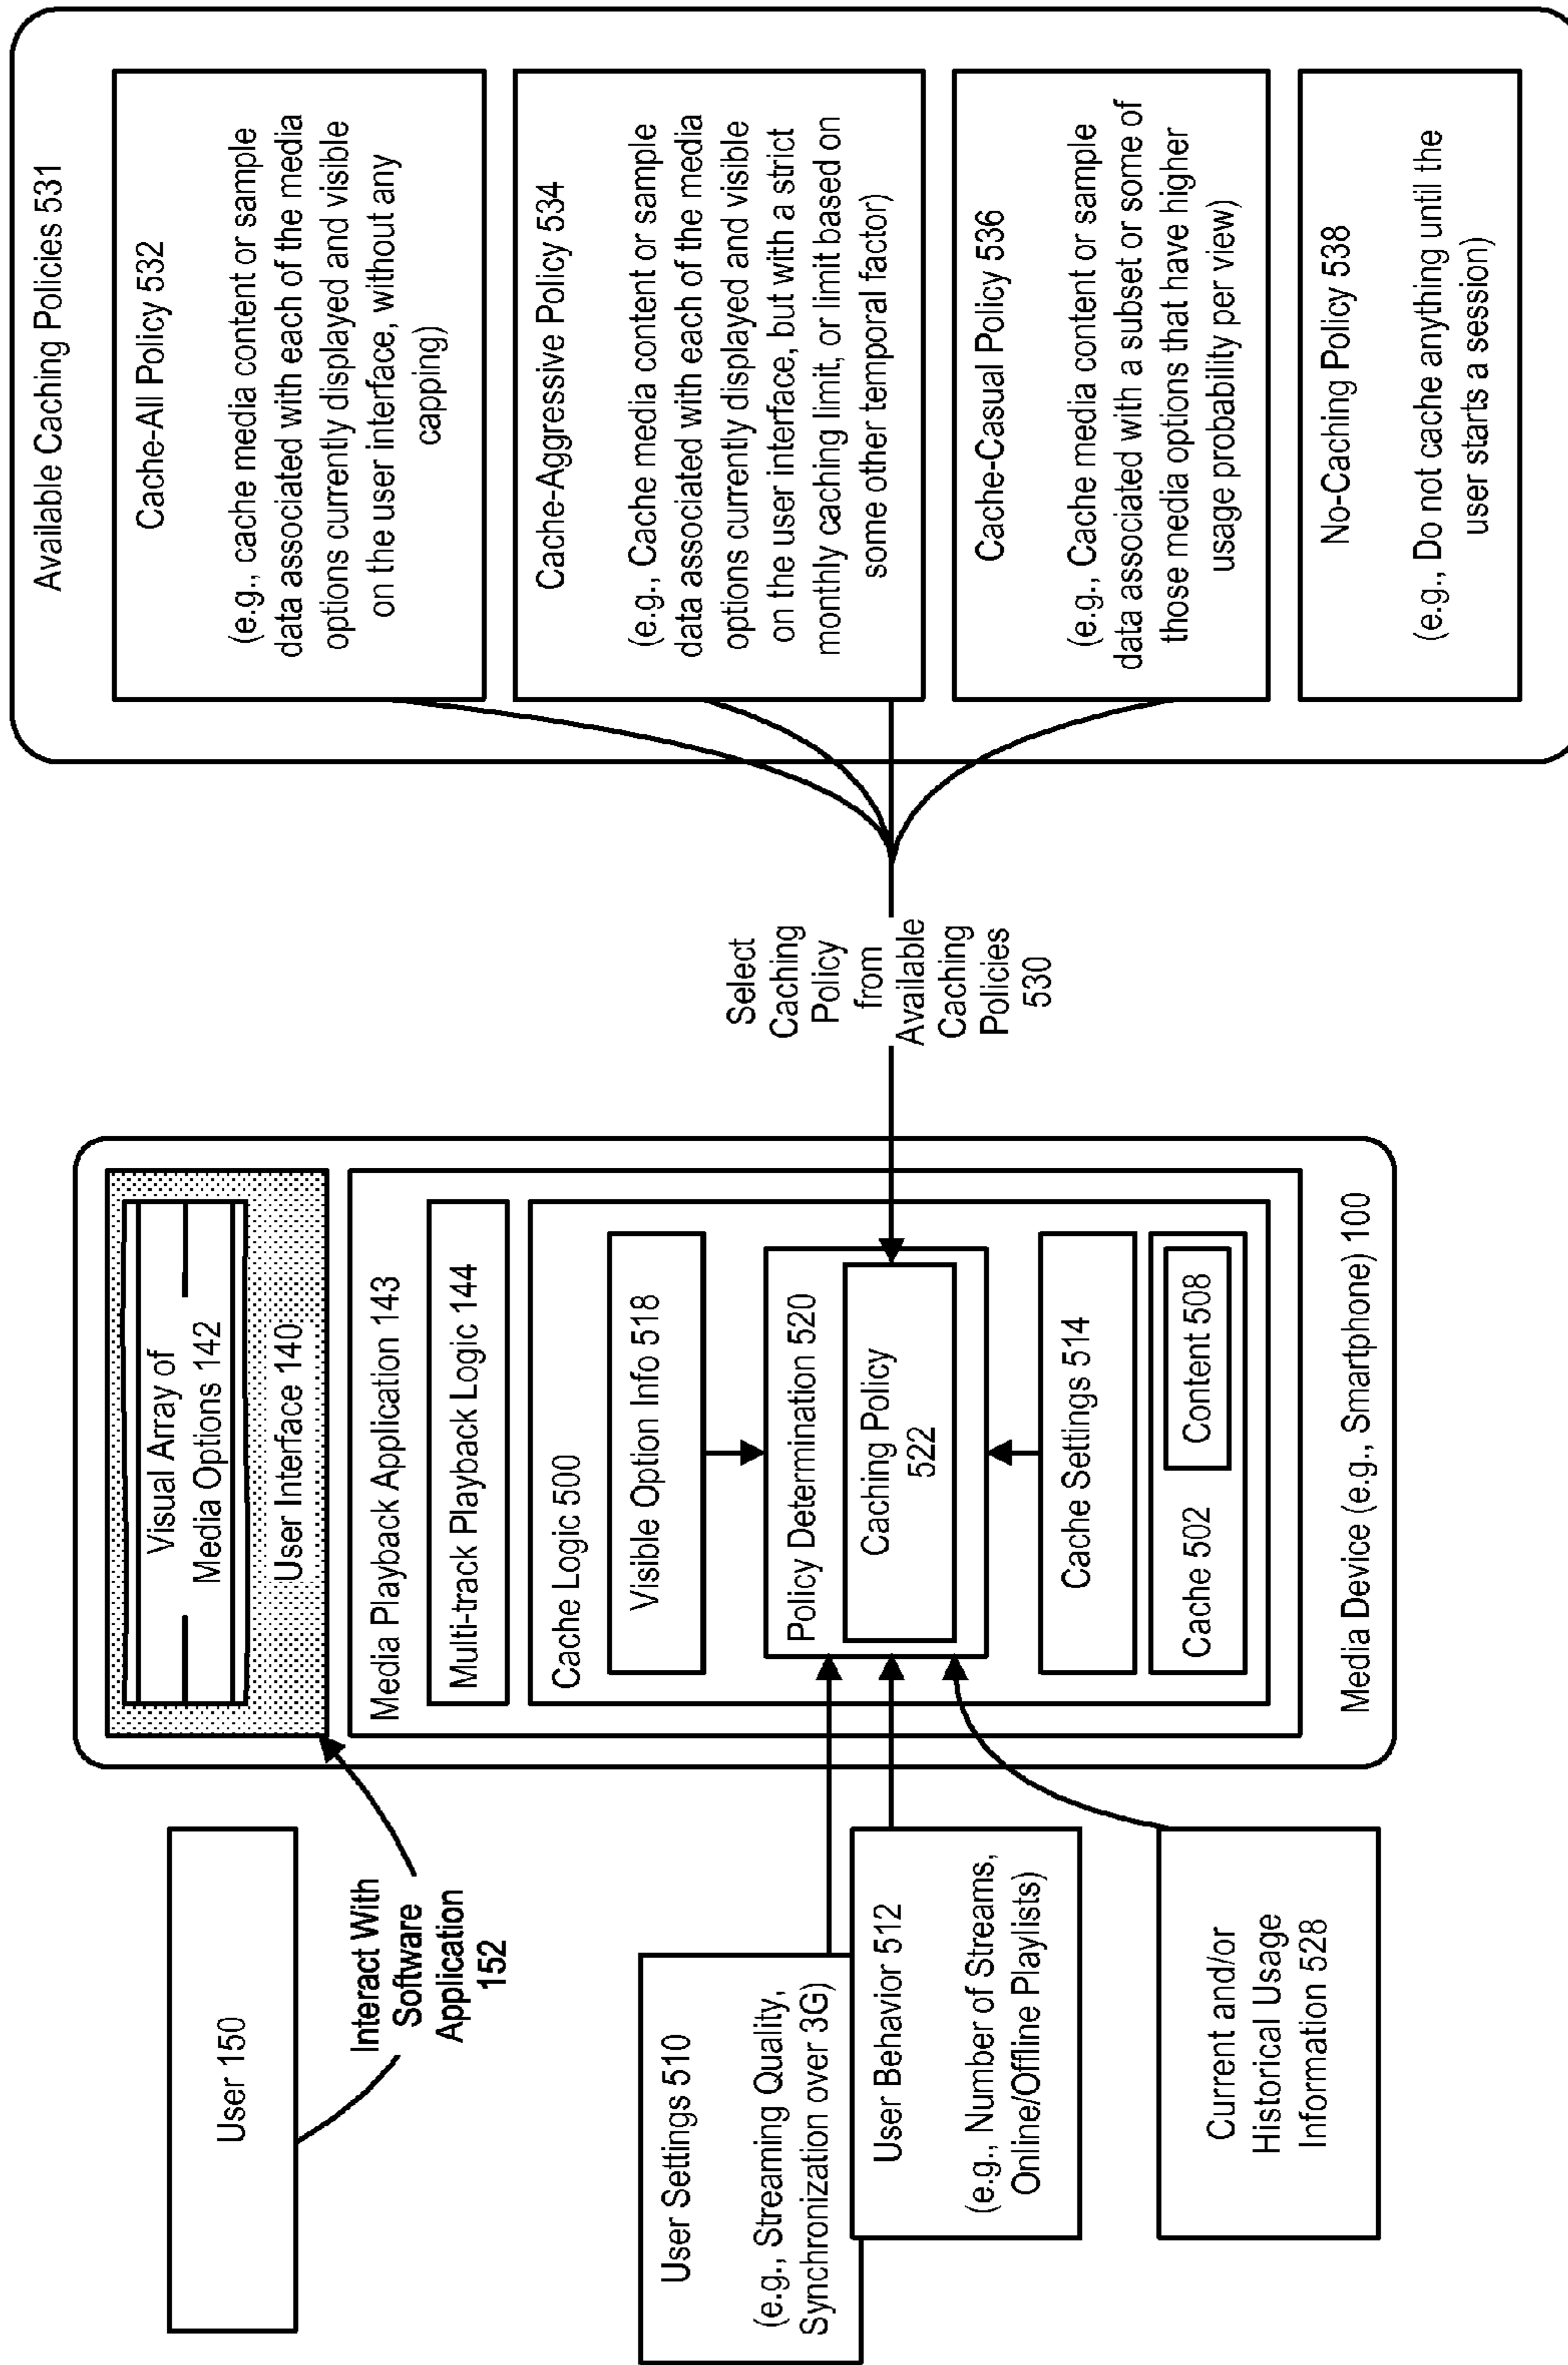 User 150
Interact With
Software
Application
152
User Settings 510
(e.g., Streaming Quality,
Synchronization over 3G)
User Behavior 512
(e.g., Number of Streams,
Online/Offline Playlists)
Current and/or
Historical Usage
Information 528
Visual Array of
Media Options 142
User Interface 140
Media Playback Application 143
Multi-track Playback Logic 144
Cache Logic 500
Visible Option Info 518
Policy Determination 520
Caching Policy
522
Cache Settings 514
Cache 502
Content 508
Media Device (e.g., Smartphone) 100
Select
Caching
Policy
from
Available
Caching
Policies
530
Available Caching Policies 531
Cache-All Policy 532
(e.g., cache media content or sample
data associated with each of the media
options currently displayed and visible
on the user interface, without any
capping)
Cache-Aggressive Policy 534
(e.g., Cache media content or sample
data associated with each of the media
options currently displayed and visible
on the user interface, but with a strict
monthly caching limit, or limit based on
some other temporal factor)
Cache-Casual Policy 536
(e.g., Cache media content or sample
data associated with a subset or some of
those media options that have higher
usage probability per view)
No-Caching Policy 538
(e.g., Do not cache anything until the
user starts a session)